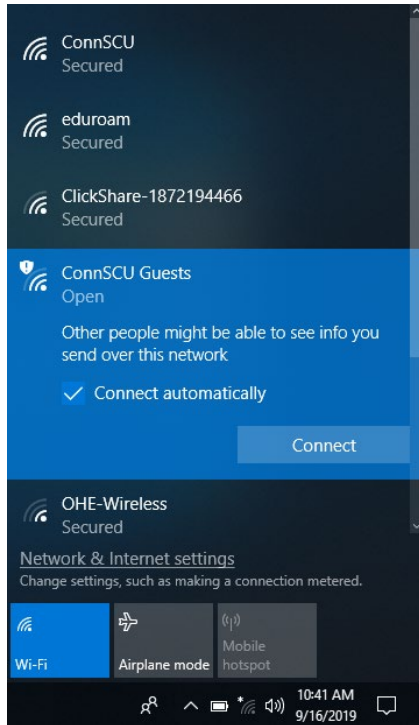 ConnSCU
Secured
eduroam
Secured
ClickShare-1872194466
Secured
ConnSCU Guests
Open
Other people might be able to see info you
send over this network
Connect automatically
Connect
OHE-Wireless
Secured
Network & Internet settings
Change settings, such as making a connection metered.
Wi-Fi
Airplane mode
Mobile
hotspot
10:41 AM
9/16/2019